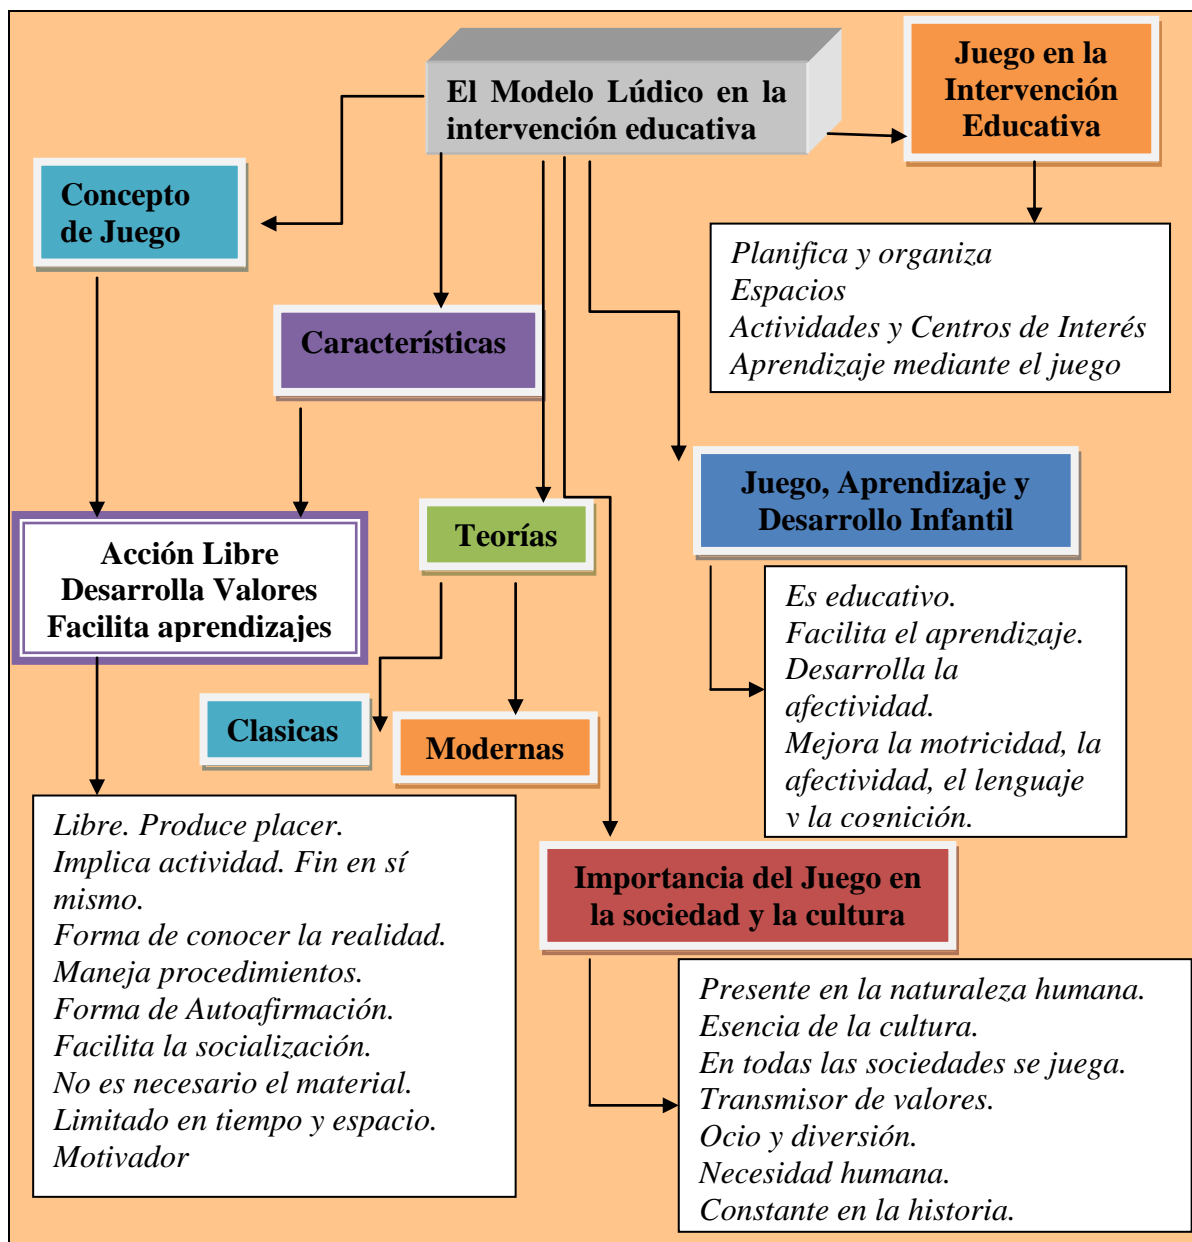 El Modelo Lúdico en la
intervención educativa
Juego en la
Intervención
Educativa
Concepto
de Juego
Planifica y organiza
Espacios
Actividades y Centros de Interés
Aprendizaje mediante el juego
Características
Juego, Aprendizaje y
Desarrollo Infantil
Teorías
Acción Libre
Desarrolla Valores
Facilita aprendizajes
Es educativo.
Facilita el aprendizaje.
Desarrolla la
afectividad.
Mejora la motricidad, la
afectividad, el lenguaje
y la cognición.
Clasicas
Modernas
Libre. Produce placer.
Implica actividad. Fin en sí
mismo.
Forma de conocer la realidad.
Maneja procedimientos.
Forma de Autoafirmación.
Facilita la socialización.
No es necesario el material.
Limitado en tiempo y espacio.
Motivador
Importancia del Juego en
la sociedad y la cultura
Presente en la naturaleza humana.
Esencia de la cultura.
En todas las sociedades se juega.
Transmisor de valores.
Ocio y diversión.
Necesidad humana.
Constante en la historia.